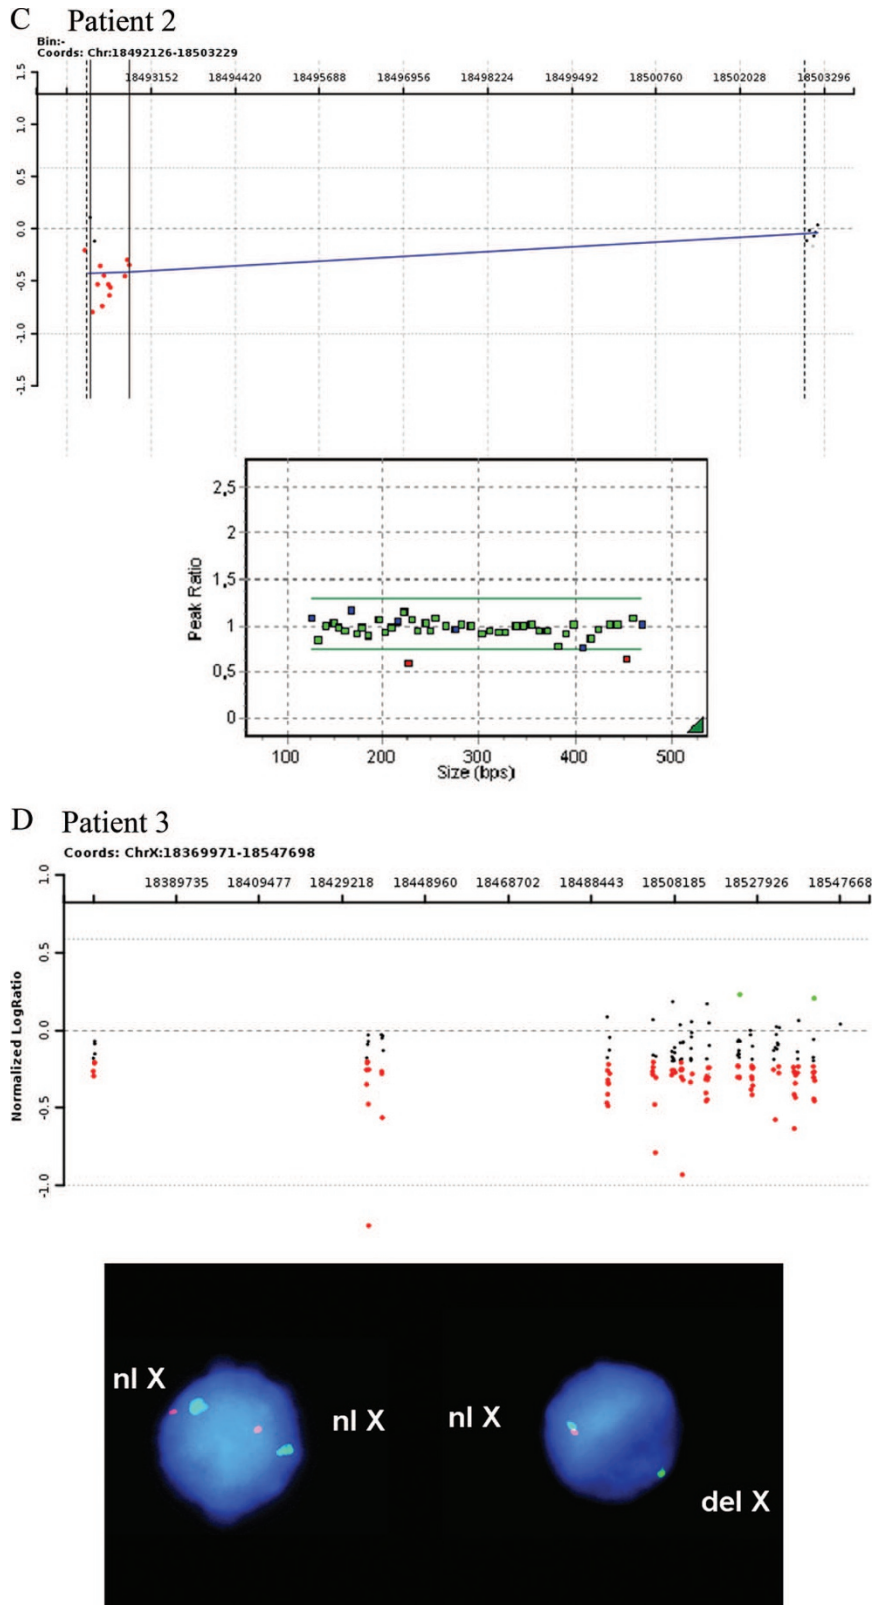 C Patient 2
Bin:-
Coords: Chr:18492126-18503229
18493152 18494420 18495688 18496956 18498224 18499492 18500760 18502028 18503296
1.5
1.0
0.5
0.0
-0.5
-1.0
-1.5
2,5
2
1,5
1
0,5
0
Peak Ratio
100 200 300 400 500
Size (bps)
D Patient 3
Coords: ChrX:18369971-18547698
18389735 18409477 18429218 18448960 18468702 18488443 18508185 18527926 18547668
1.0
0.5
0.0
-0.5
-1.0
Normalized LogRatio
nl X
nl X
nl X
del X